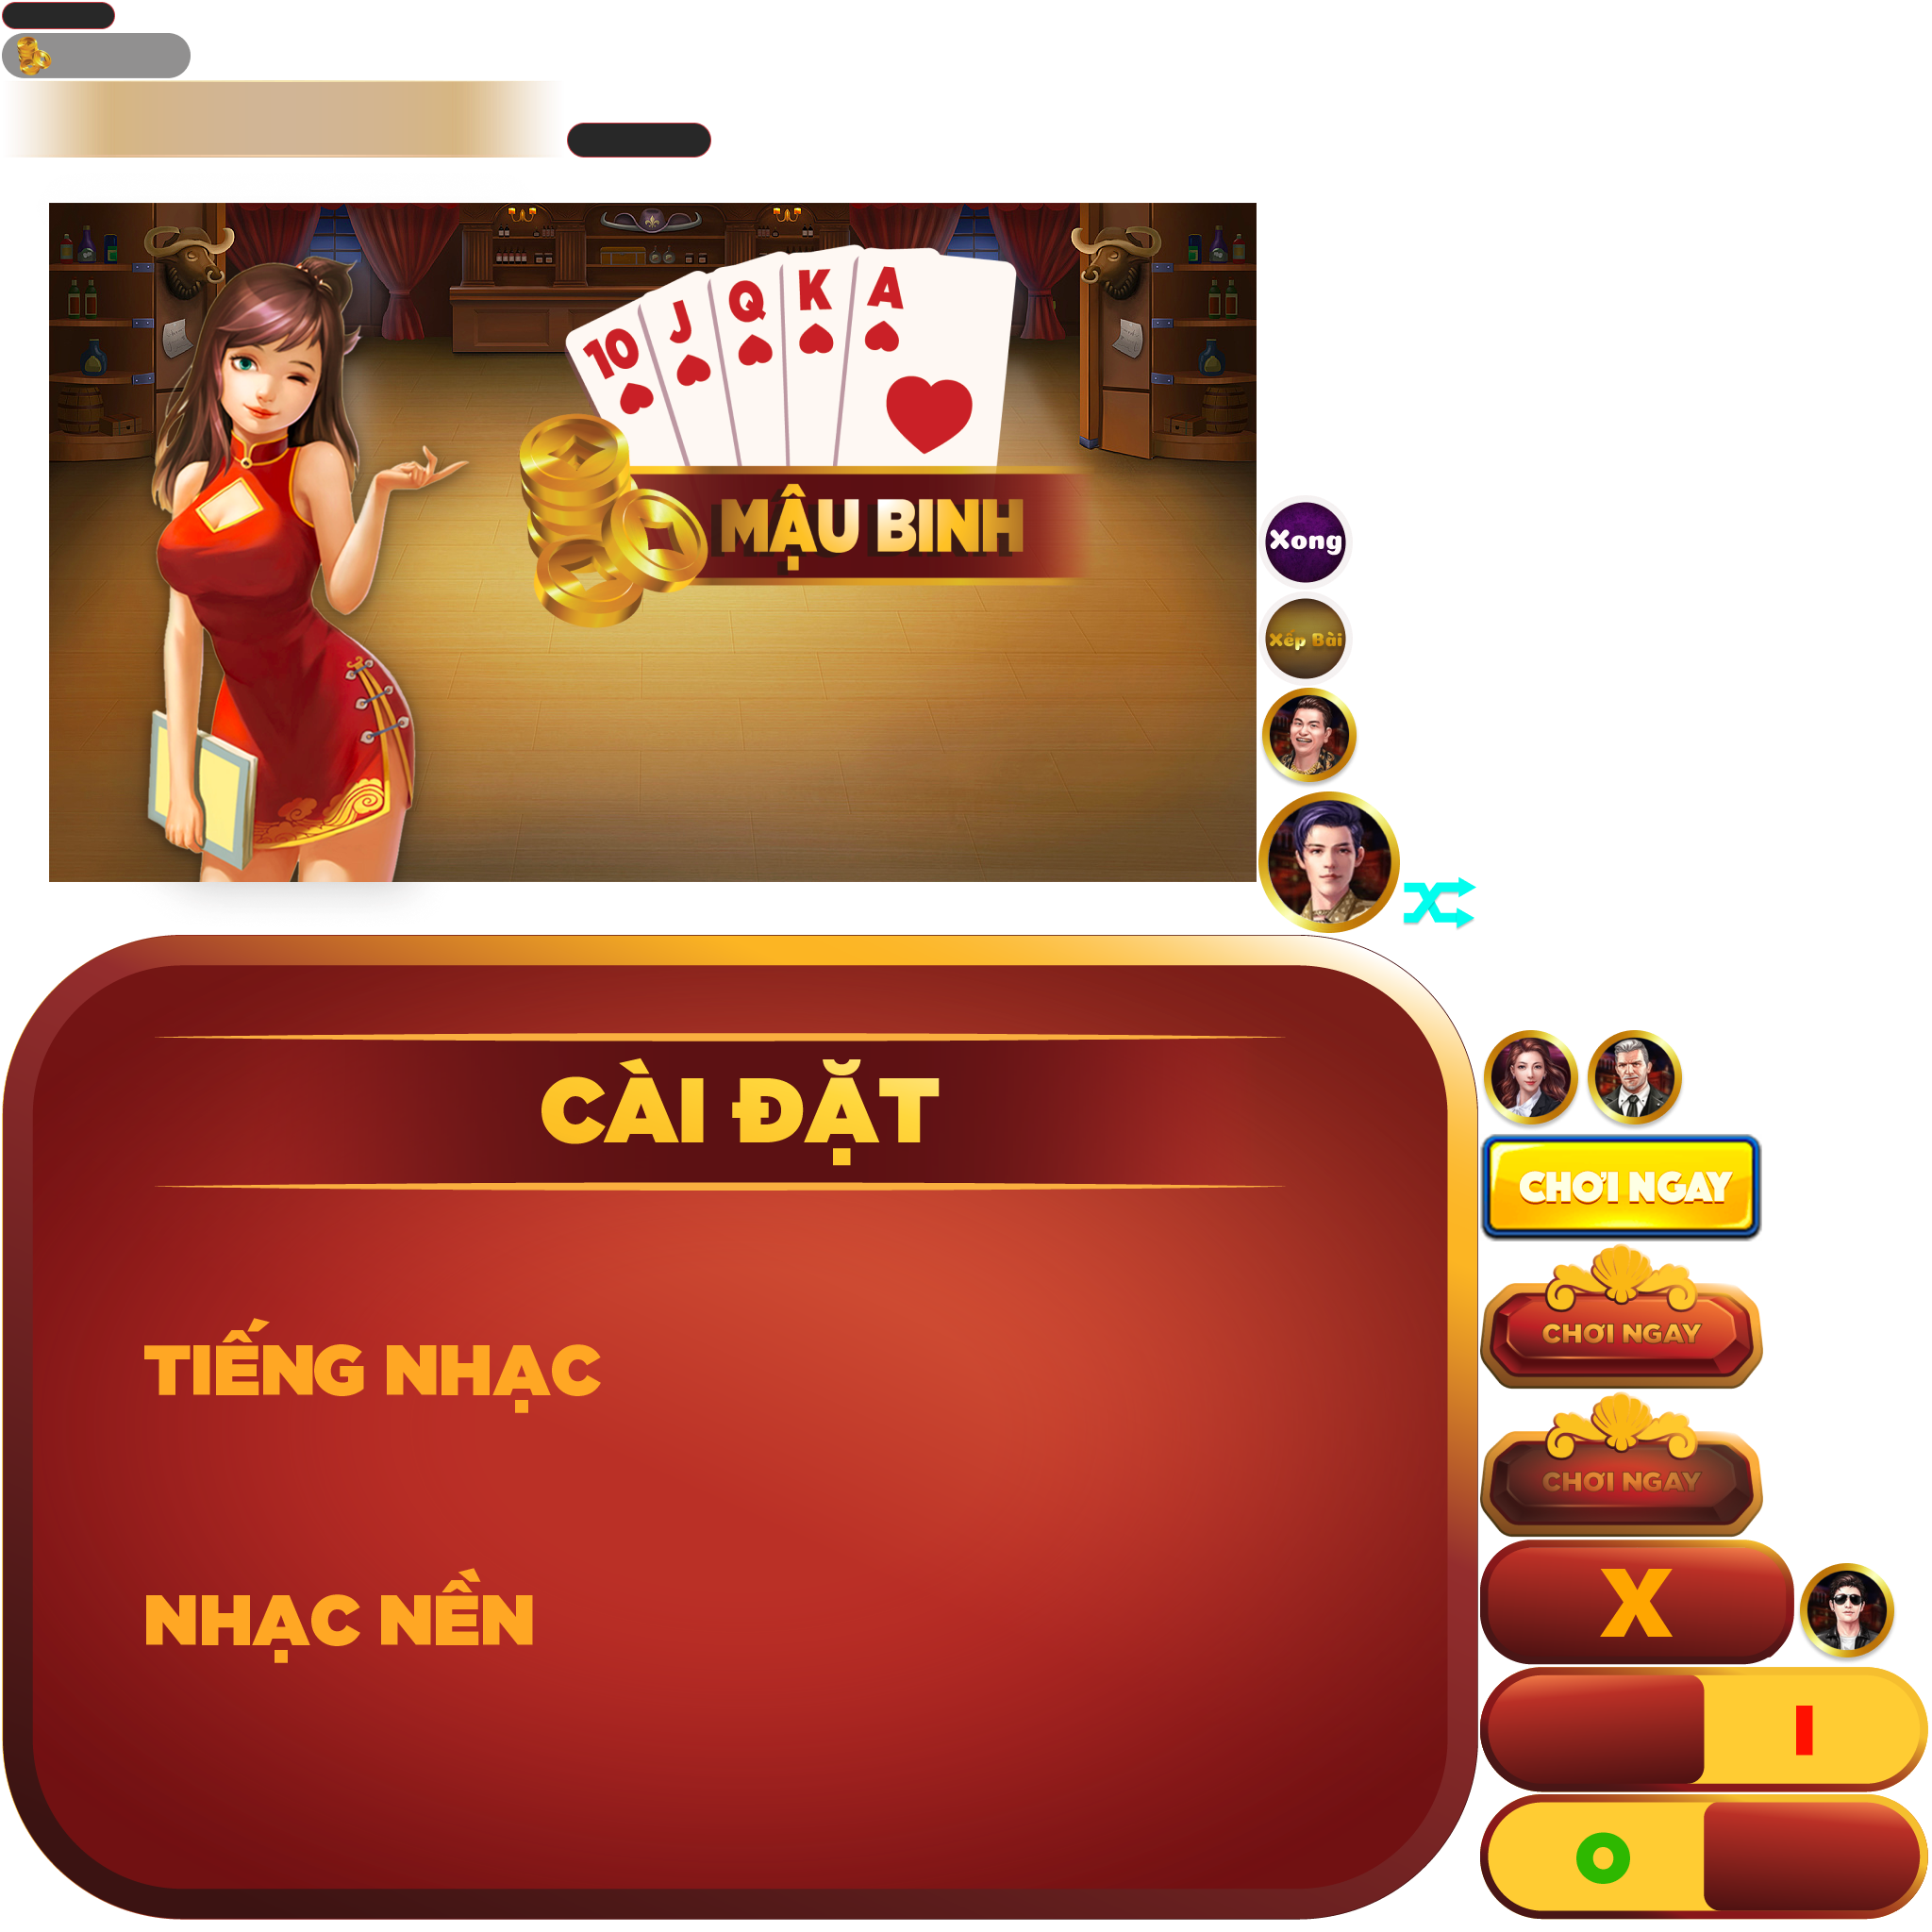 10 J Q K A
MẬU BINH
Xong
Xếp Bài
CÀI ĐẶT
TIẾNG NHẠC
NHẠC NỀN
CHƠI NGAY
CHƠI NGAY
CHƠI NGAY
X
I
O